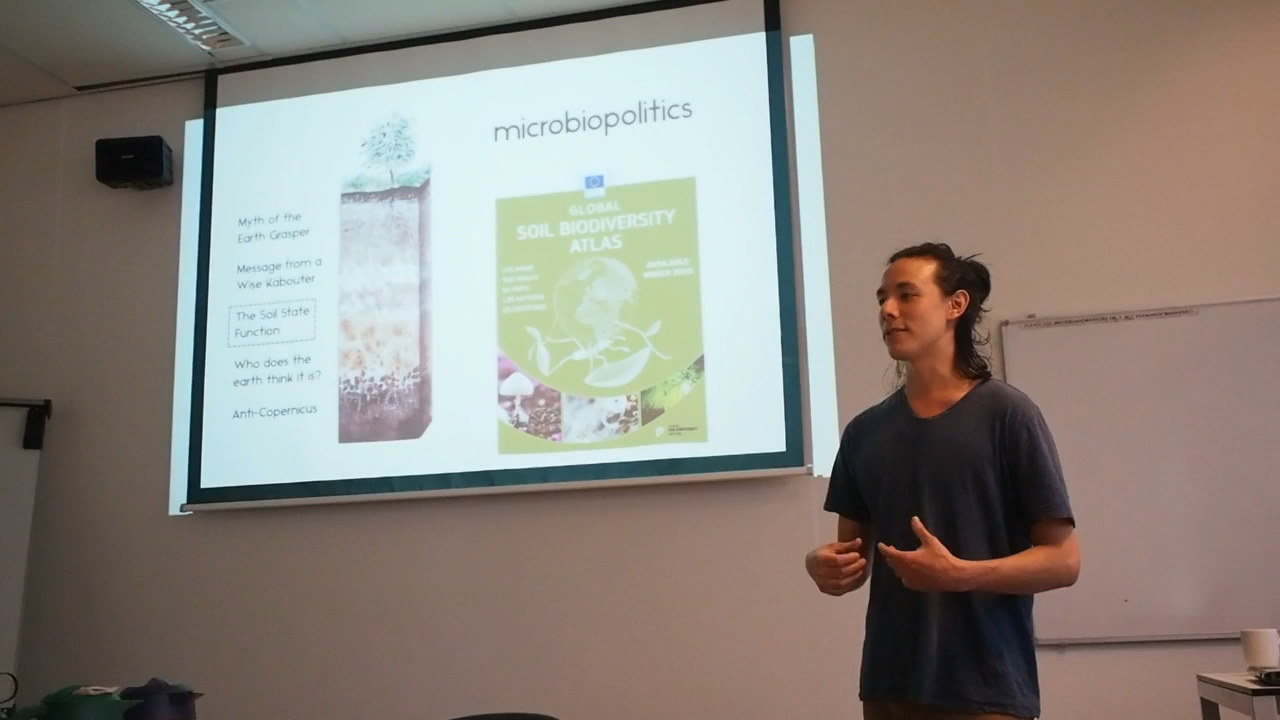 microbiopolitics
Myth of the
Earth Grasper
Message from a
Wise Kabouter
The Soil State
Function
Who does the
earth think it is?
Anti-Copernicus
GLOBAL
SOIL BIODIVERSITY
ATLAS
AVAILABLE: